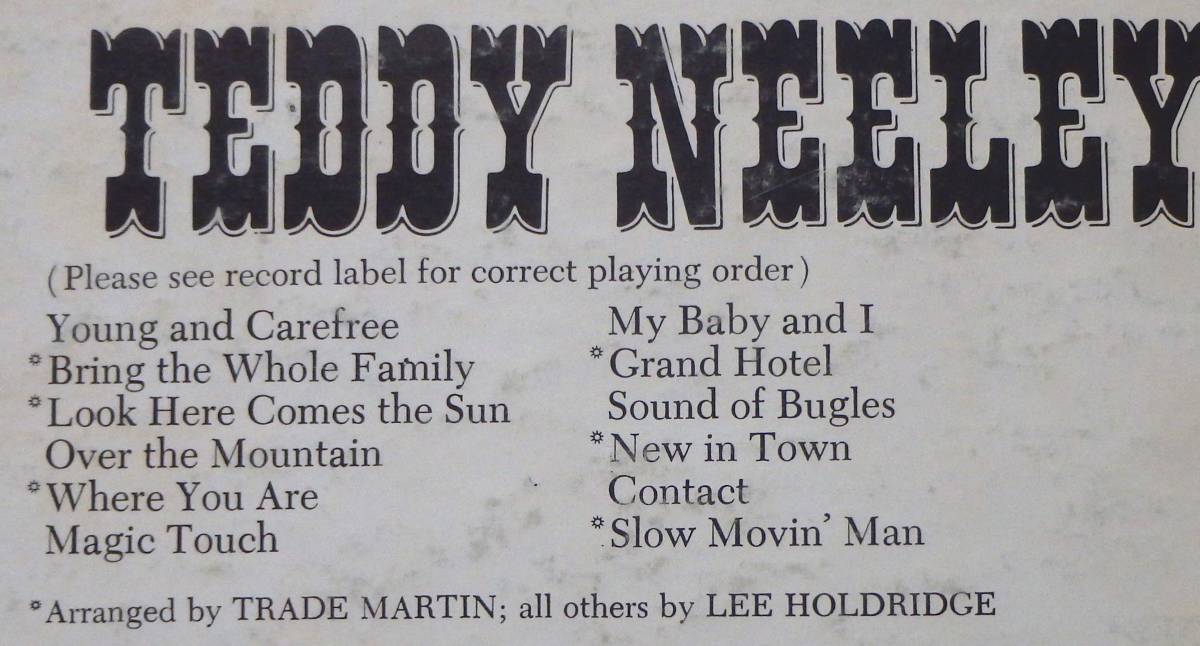 TEDDY NEELEY
(Please see record label for correct playing order)
Young and Carefree
*Bring the Whole Family
*Look Here Comes the Sun
Over the Mountain
*Where You Are
Magic Touch
My Baby and I
*Grand Hotel
Sound of Bugles
*New in Town
Contact
*Slow Movin' Man
*Arranged by TRADE MARTIN; all others by LEE HOLDRIDGE